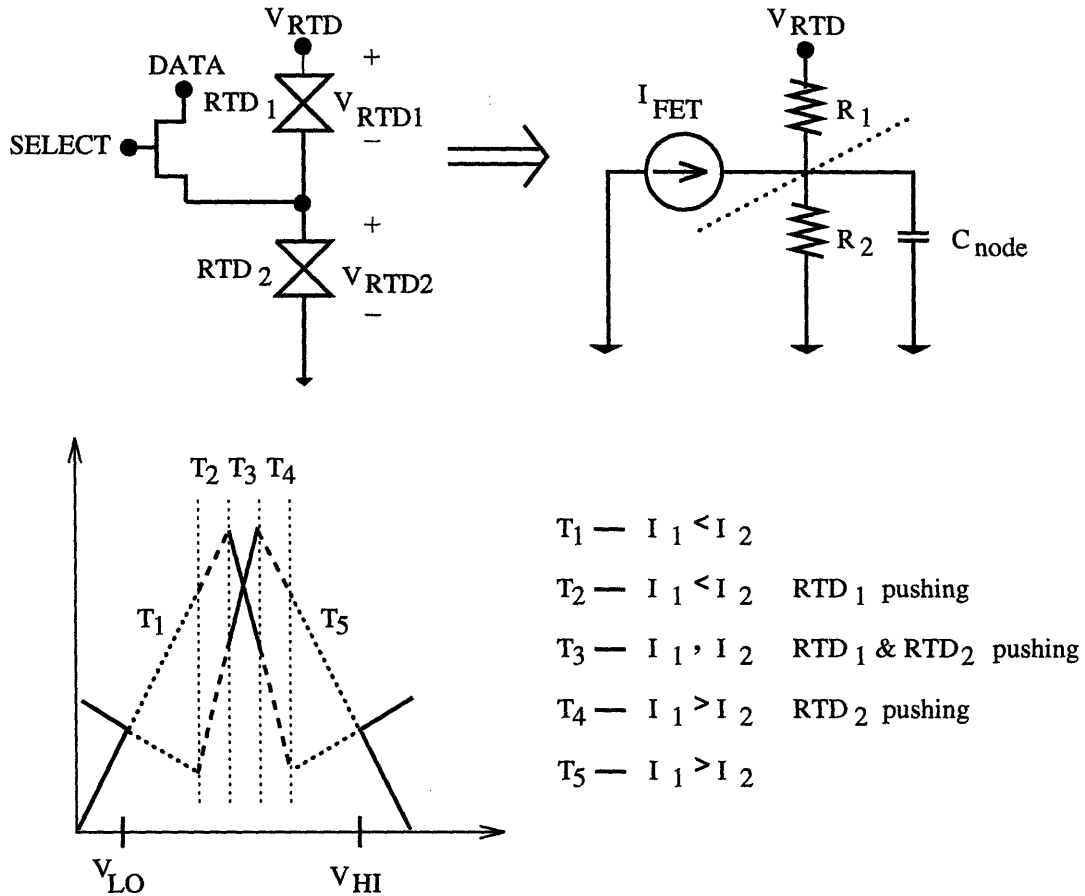 V RTD
DATA
RTD 1
+
V RTD1
−
SELECT
+
RTD 2
V RTD2
−
V RTD
I FET
R 1
R 2
C node
T2 T3 T4
T1
T5
V LO
V HI
T1 — I 1 < I 2
T2 — I 1 < I 2 RTD 1 pushing
T3 — I 1 , I 2 RTD 1 & RTD 2 pushing
T4 — I 1 > I 2 RTD 2 pushing
T5 — I 1 > I 2